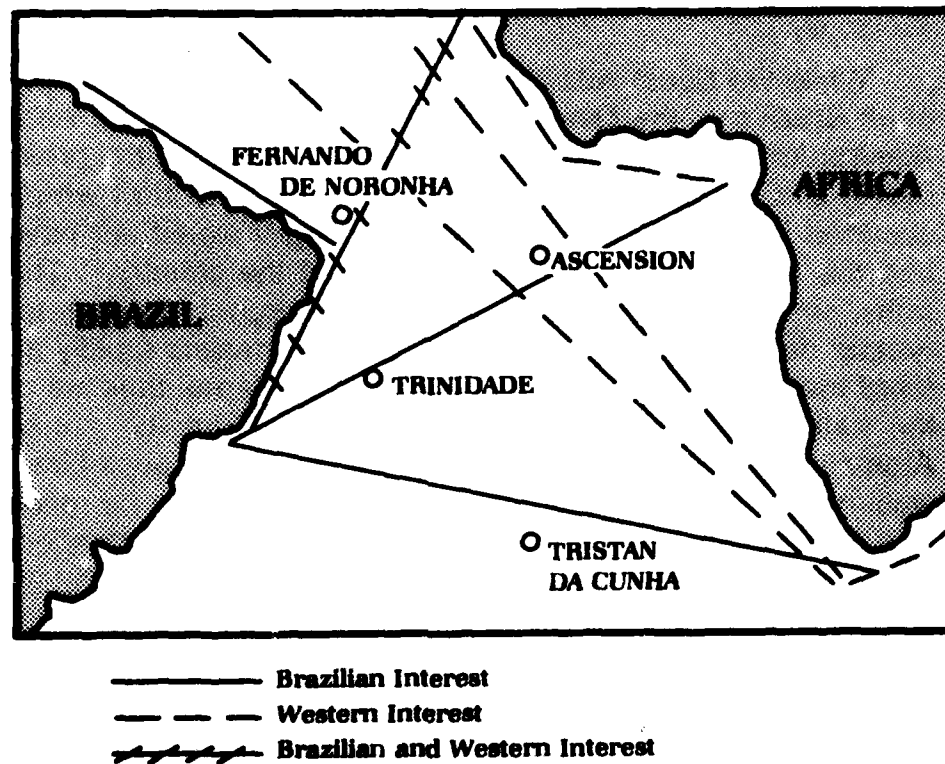 FERNANDO
DE NORONHA
AFRICA
ASCENSION
BRAZIL
TRINIDADE
TRISTAN
DA CUNHA
Brazilian Interest
Western Interest
Brazilian and Western Interest